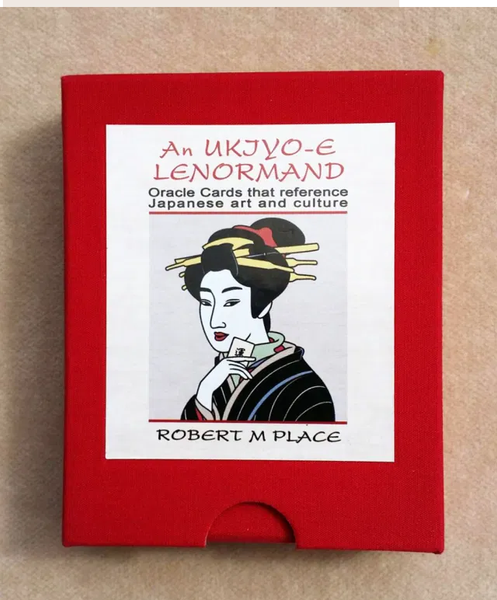 An UKIYO-E
LENORMAND
Oracle Cards that reference
Japanese art and culture
ROBERT M PLACE